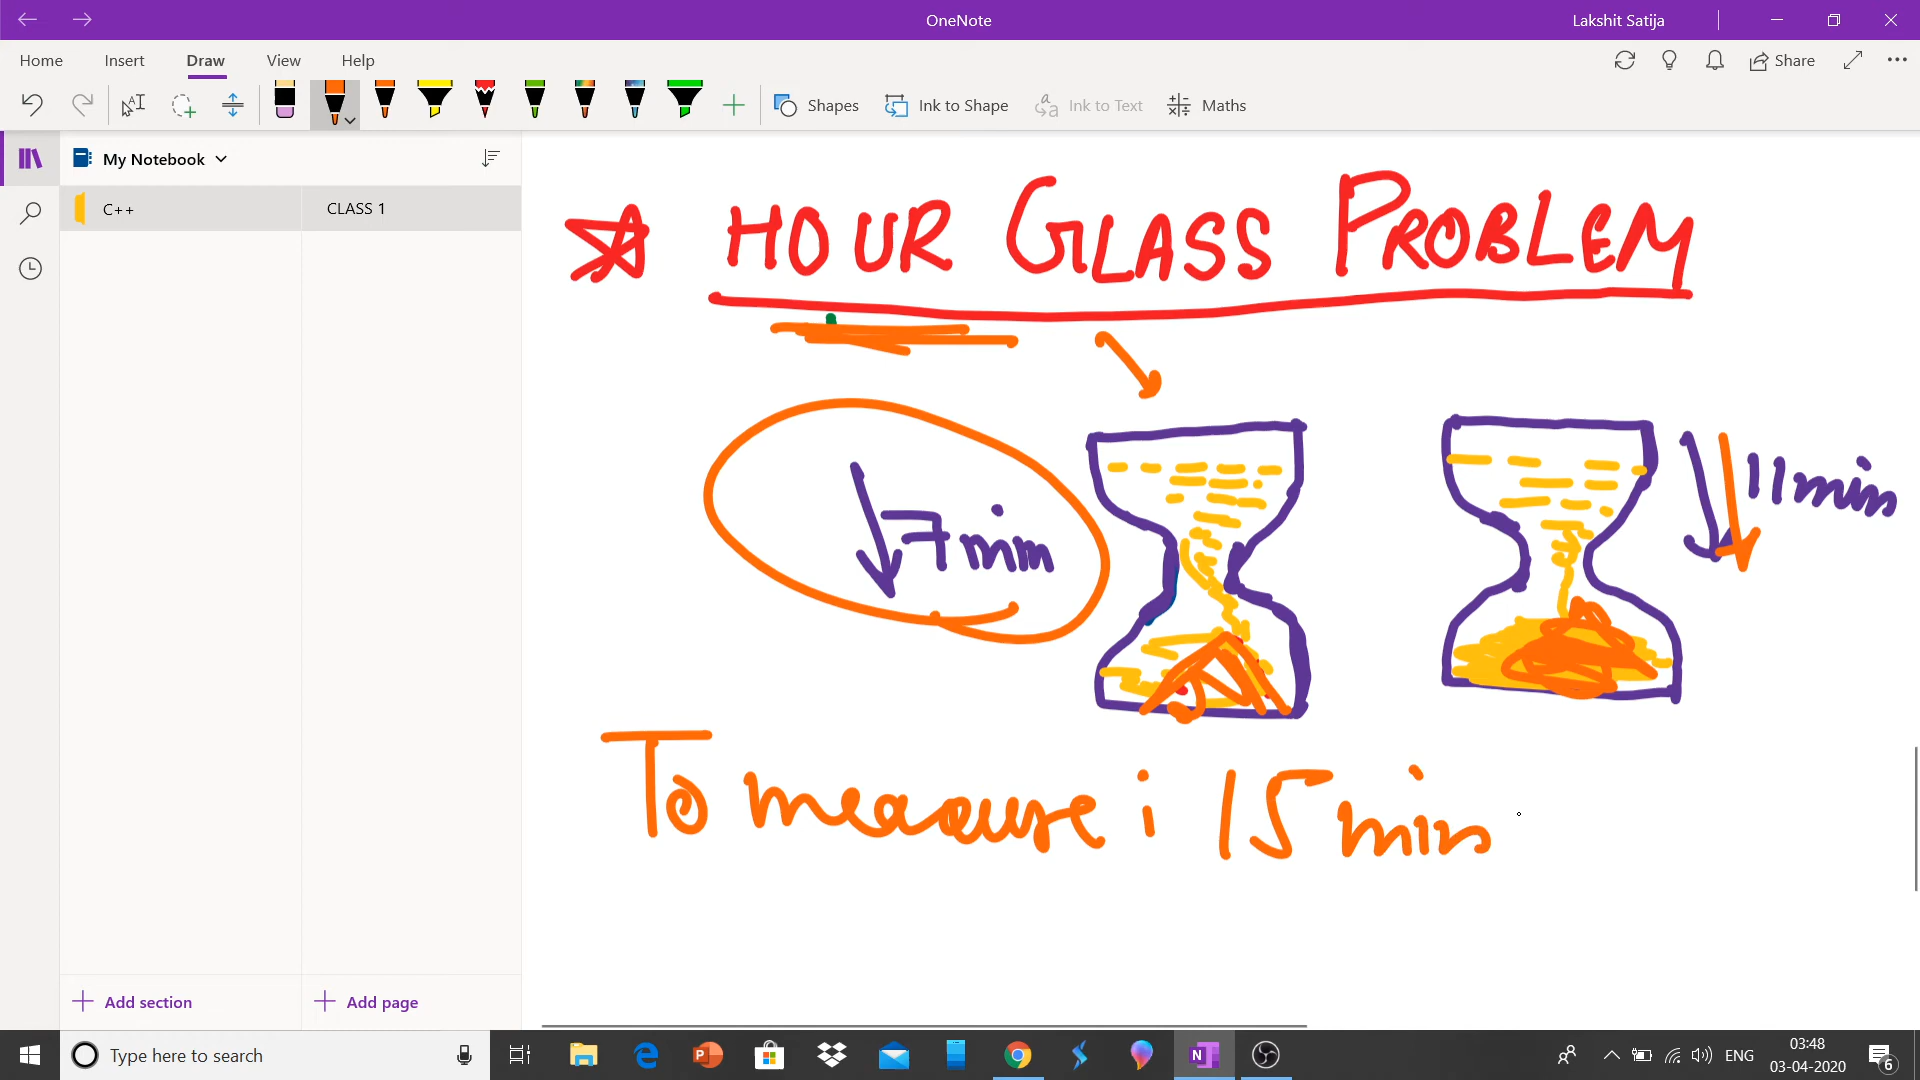 OneNote
Lakshit Satija
Home Insert Draw View Help
Share
Shapes Ink to Shape Ink to Text Maths
My Notebook
C++ CLASS 1
HOUR GLASS PROBLEM
7 min
11 min
To measure : 15 min
Add section Add page
Type here to search
ENG
03:48
03-04-2020
6